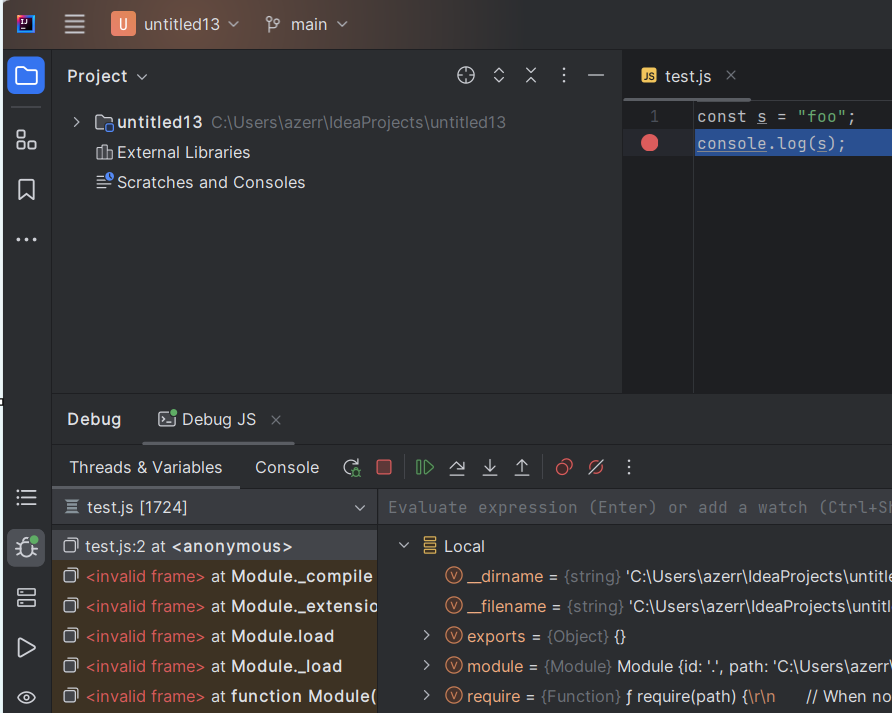 U untitled13 main
Project
untitled13 C:\Users\azerr\IdeaProjects\untitled13
External Libraries
Scratches and Consoles
JS test.js
1 const s = "foo";
console.log(s);
Debug Debug JS
Threads & Variables Console
test.js [1724]
Evaluate expression (Enter) or add a watch (Ctrl+Sh
test.js:2 at <anonymous>
<invalid frame> at Module._compile
<invalid frame> at Module._extensio
<invalid frame> at Module.load
<invalid frame> at Module._load
<invalid frame> at function Module(
Local
__dirname = {string} 'C:\Users\azerr\IdeaProjects\untitle
__filename = {string} 'C:\Users\azerr\IdeaProjects\untitl
exports = {Object} {}
module = {Module} Module {id: '.', path: 'C:\Users\azerr\
require = {Function} ƒ require(path) {\r\n // When no